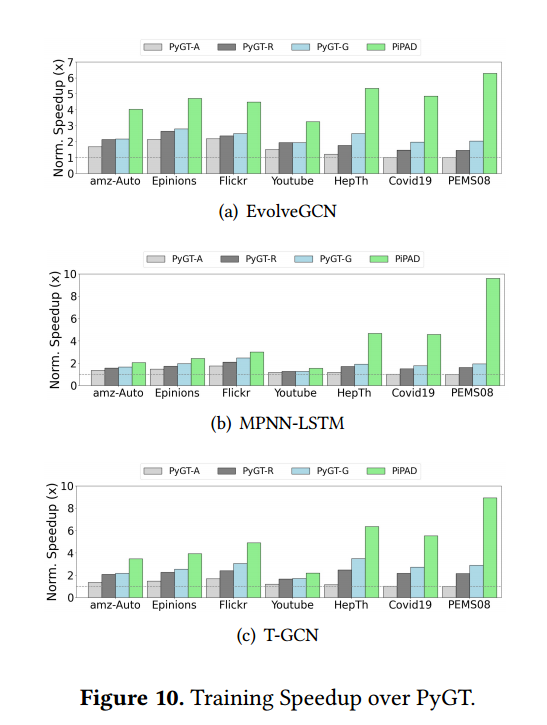 PyGT-A PyGT-R PyGT-G PiPAD
Norm. Speedup (x)
7
6
5
4
3
2
1
0
amz-Auto Epinions Flickr Youtube HepTh Covid19 PEMS08
(a) EvolveGCN
PyGT-A PyGT-R PyGT-G PiPAD
Norm. Speedup (x)
10
8
6
4
2
0
amz-Auto Epinions Flickr Youtube HepTh Covid19 PEMS08
(b) MPNN-LSTM
PyGT-A PyGT-R PyGT-G PiPAD
Norm. Speedup (x)
10
8
6
4
2
0
amz-Auto Epinions Flickr Youtube HepTh Covid19 PEMS08
(c) T-GCN
Figure 10. Training Speedup over PyGT.